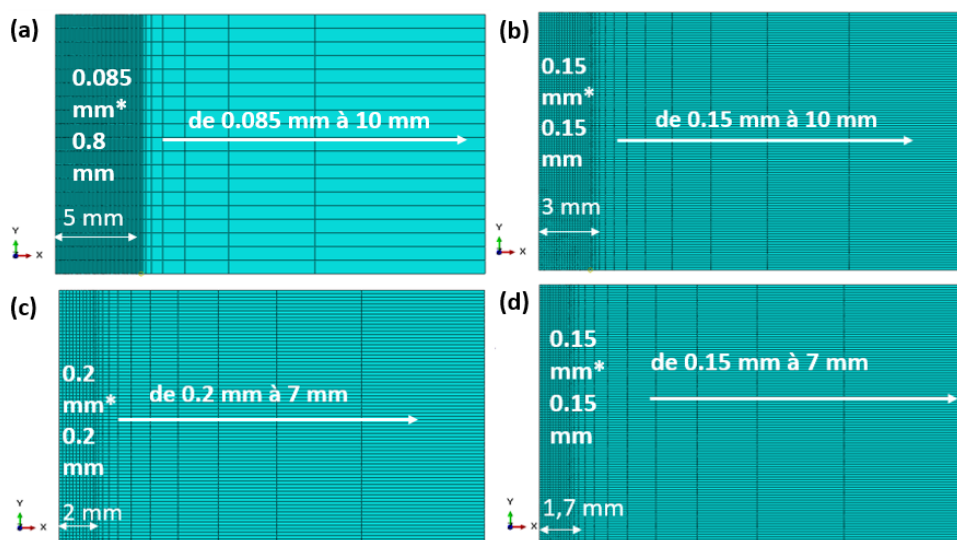 (a)
0.085
mm*
0.8
mm
de 0.085 mm à 10 mm
5 mm
Y
X
(b)
0.15
mm*
0.15
mm
de 0.15 mm à 10 mm
3 mm
Y
X
(c)
0.2
mm*
0.2
mm
de 0.2 mm à 7 mm
2 mm
Y
X
(d)
0.15
mm*
0.15
mm
de 0.15 mm à 7 mm
1,7 mm
Y
X